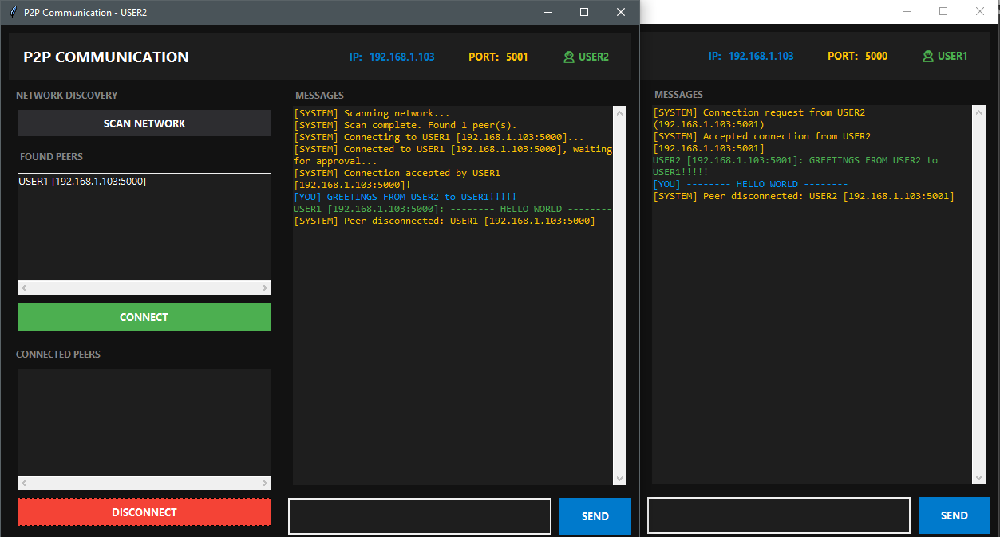 P2P Communication - USER2
P2P COMMUNICATION
IP: 192.168.1.103
PORT: 5001
USER2
NETWORK DISCOVERY
SCAN NETWORK
FOUND PEERS
USER1 [192.168.1.103:5000]
CONNECT
CONNECTED PEERS
DISCONNECT
MESSAGES
[SYSTEM] Scanning network...
[SYSTEM] Scan complete. Found 1 peer(s).
[SYSTEM] Connecting to USER1 [192.168.1.103:5000]...
[SYSTEM] Connected to USER1 [192.168.1.103:5000], waiting
for approval...
[SYSTEM] Connection accepted by USER1
[192.168.1.103:5000]!
[YOU] GREETINGS FROM USER2 to USER1!!!!!
USER1 [192.168.1.103:5000]: -------- HELLO WORLD --------
[SYSTEM] Peer disconnected: USER1 [192.168.1.103:5000]
SEND
IP: 192.168.1.103
PORT: 5000
USER1
MESSAGES
[SYSTEM] Connection request from USER2
(192.168.1.103:5001)
[SYSTEM] Accepted connection from USER2
[192.168.1.103:5001]
USER2 [192.168.1.103:5001]: GREETINGS FROM USER2 to
USER1!!!!!
[YOU] -------- HELLO WORLD --------
[SYSTEM] Peer disconnected: USER2 [192.168.1.103:5001]
SEND